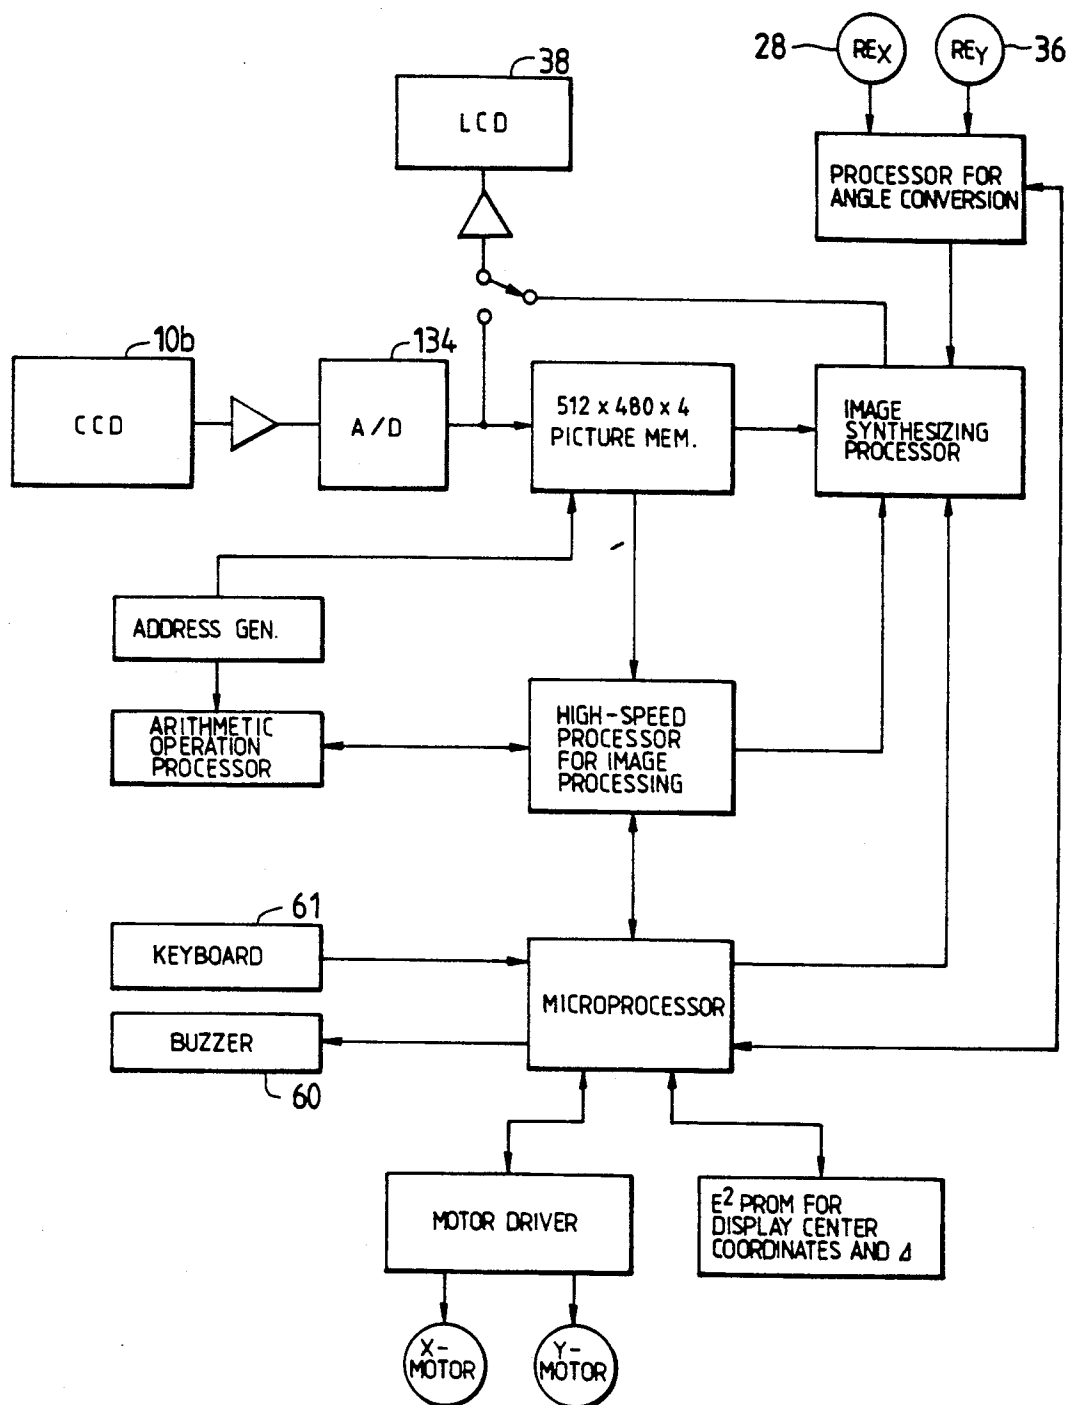 28
REX
REY
36
38
LCD
PROCESSOR FOR
ANGLE CONVERSION
10b
CCD
134
A/D
512 x 480 x 4
PICTURE MEM.
IMAGE
SYNTHESIZING
PROCESSOR
ADDRESS GEN.
ARITHMETIC
OPERATION
PROCESSOR
HIGH-SPEED
PROCESSOR
FOR IMAGE
PROCESSING
61
KEYBOARD
MICROPROCESSOR
BUZZER
60
MOTOR DRIVER
E² PROM FOR
DISPLAY CENTER
COORDINATES AND Δ
X-
MOTOR
Y-
MOTOR